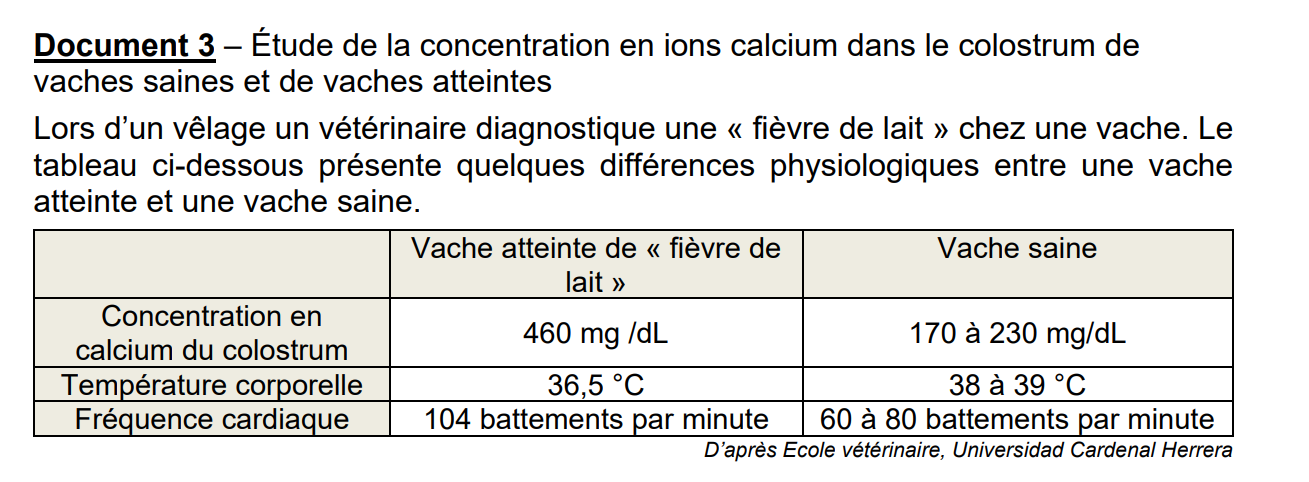 Document 3 – Étude de la concentration en ions calcium dans le colostrum de
vaches saines et de vaches atteintes
Lors d’un vêlage un vétérinaire diagnostique une « fièvre de lait » chez une vache. Le
tableau ci-dessous présente quelques différences physiologiques entre une vache
atteinte et une vache saine.
Vache atteinte de « fièvre de
lait »
Vache saine
Concentration en
calcium du colostrum
460 mg /dL
170 à 230 mg/dL
Température corporelle
36,5 °C
38 à 39 °C
Fréquence cardiaque
104 battements par minute
60 à 80 battements par minute
D’après Ecole vétérinaire, Universidad Cardenal Herrera